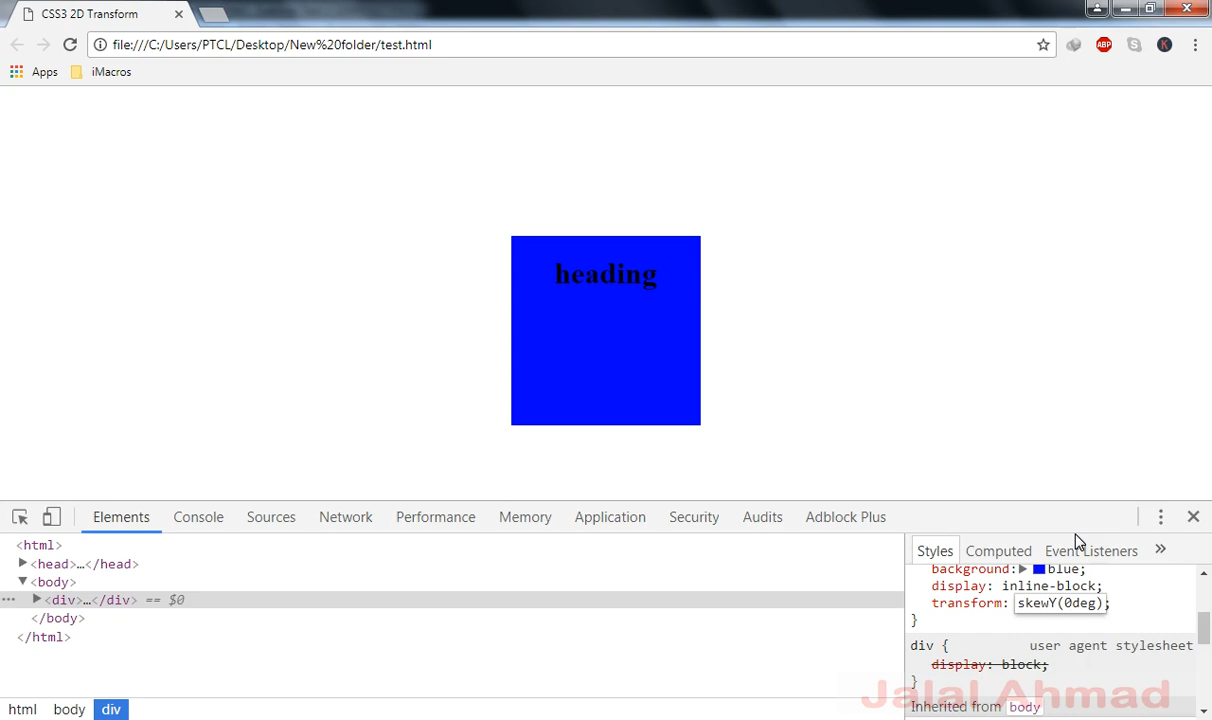 CSS3 2D Transform
file:///C:/Users/PTCL/Desktop/New%20folder/test.html
ABP
S
K
Apps
iMacros
heading
Elements Console Sources Network Performance Memory Application Security Audits Adblock Plus
<html>
<head>…</head>
<body>
… <div>…</div> == $0
</body>
</html>
html body div
Styles Computed Event Listeners »
background: blue;
display: inline-block;
transform: skewY(0deg);
}
div { user agent stylesheet
display: block;
}
Inherited from body
Jalal Ahmad